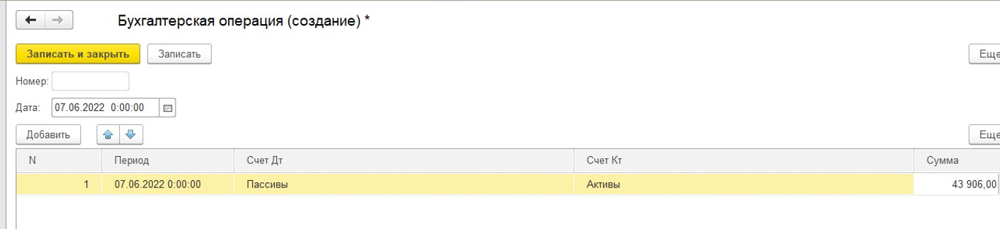 Бухгалтерская операция (создание) *
Записать и закрыть Записать Еще
Номер:
Дата: 07.06.2022 0:00:00
Добавить Еще
N Период Счет Дт Счет Кт Сумма
1 07.06.2022 0:00:00 Пассивы Активы 43 906,00